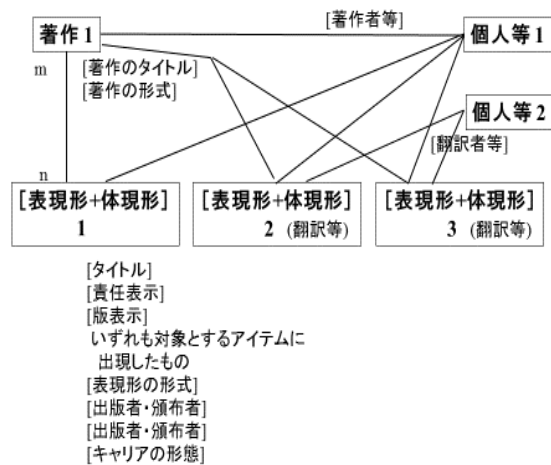 [著作者等]
著作 1
個人等 1
m
[著作のタイトル]
[著作の形式]
個人等 2
[翻訳者等]
n
[表現形+体現形]
1
[表現形+体現形]
2 (翻訳等)
[表現形+体現形]
3 (翻訳等)
[タイトル]
[責任表示]
[版表示]
いずれも対象とするアイテムに
出現したもの
[表現形の形式]
[出版者・頒布者]
[出版者・頒布者]
[キャリアの形態]